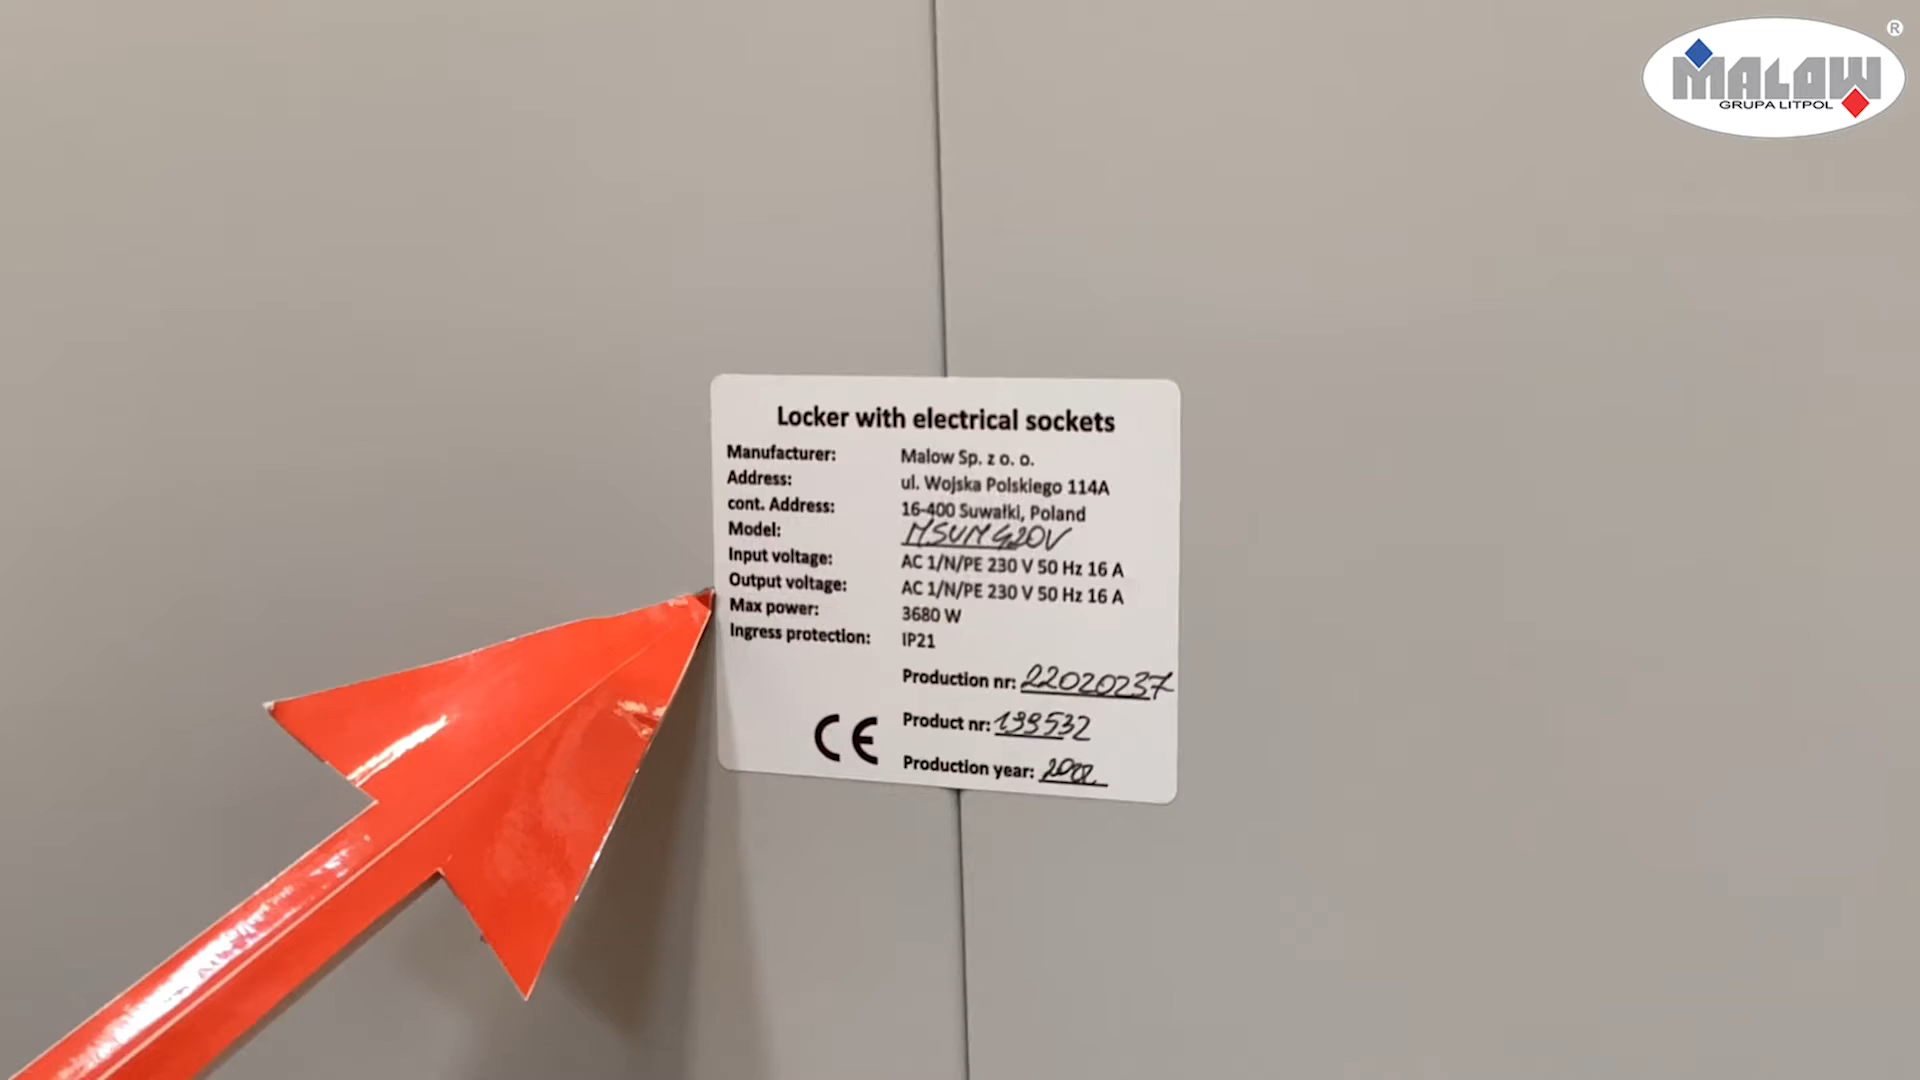 MALOW
GRUPA LITPOL
®
Locker with electrical sockets
Manufacturer: Malow Sp. z o. o.
Address: ul. Wojska Polskiego 114A
cont. Address: 16-400 Suwałki, Poland
Model: MSUM420V
Input voltage: AC 1/N/PE 230 V 50 Hz 16 A
Output voltage: AC 1/N/PE 230 V 50 Hz 16 A
Max power: 3680 W
Ingress protection: IP21
Production nr: 22020237
Product nr: 199532
CE
Production year: 2022